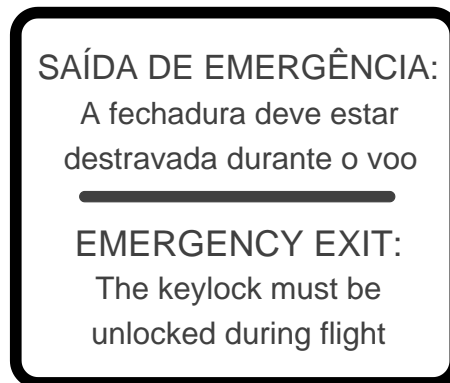 SAÍDA DE EMERGÊNCIA:
A fechadura deve estar
destravada durante o voo
EMERGENCY EXIT:
The keylock must be
unlocked during flight